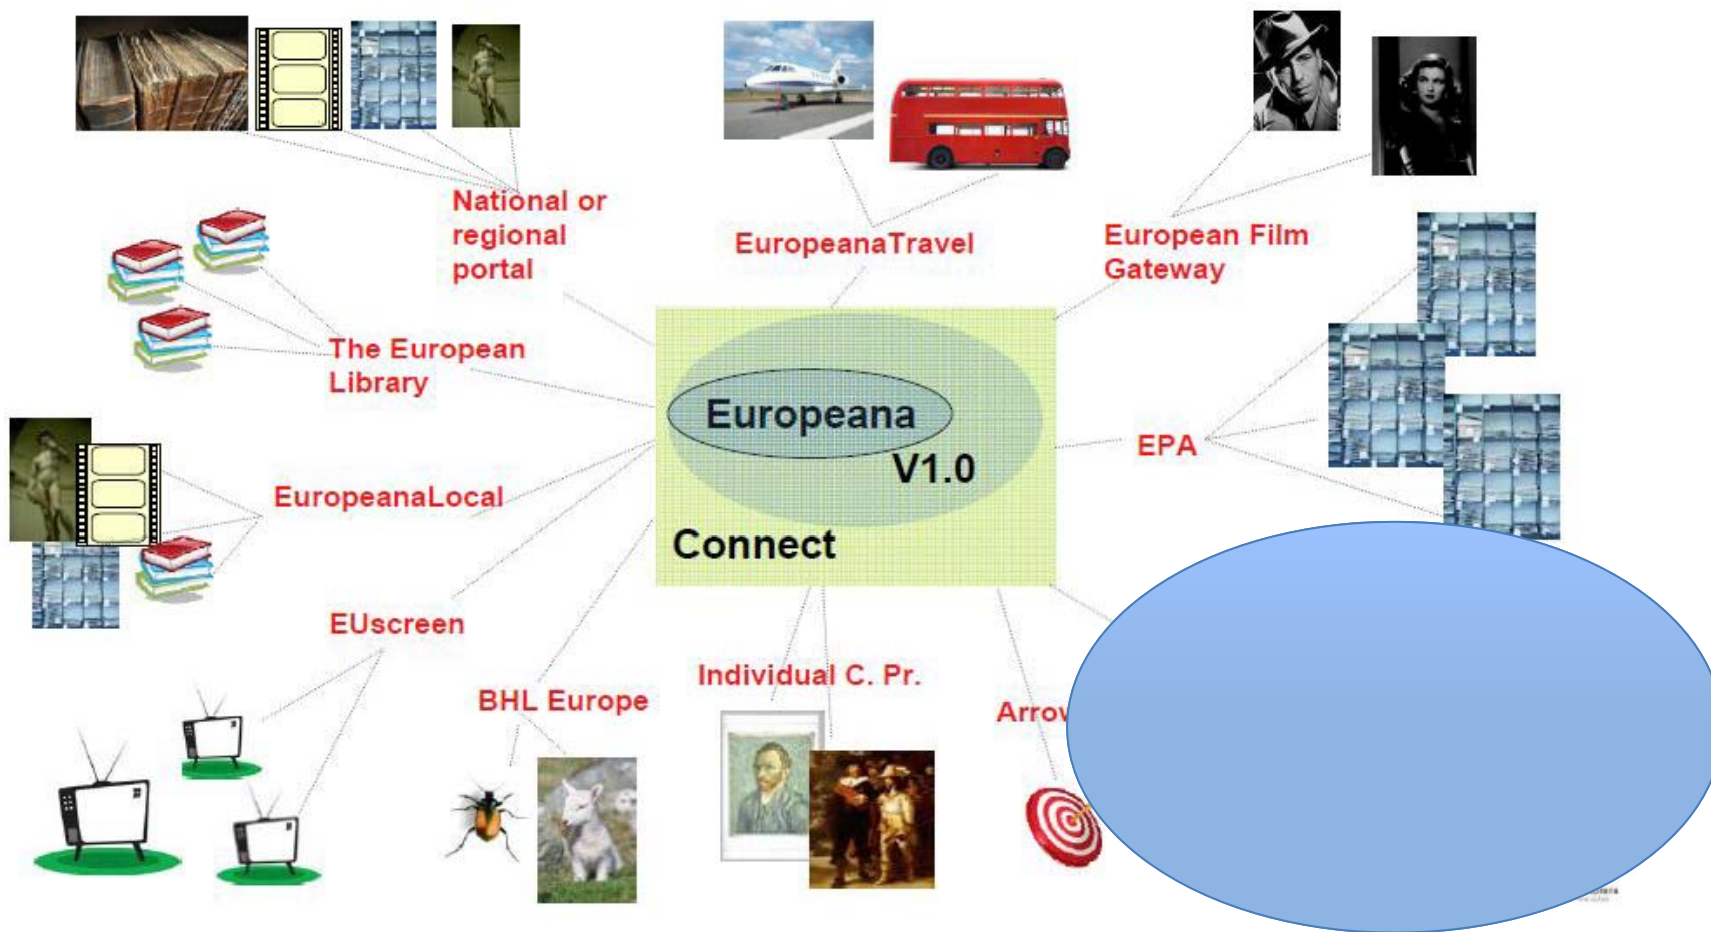 National or
regional
portal
EuropeanaTravel
European Film
Gateway
The European
Library
Europeana
EPA
V1.0
EuropeanaLocal
Connect
EUscreen
Individual C. Pr.
BHL Europe